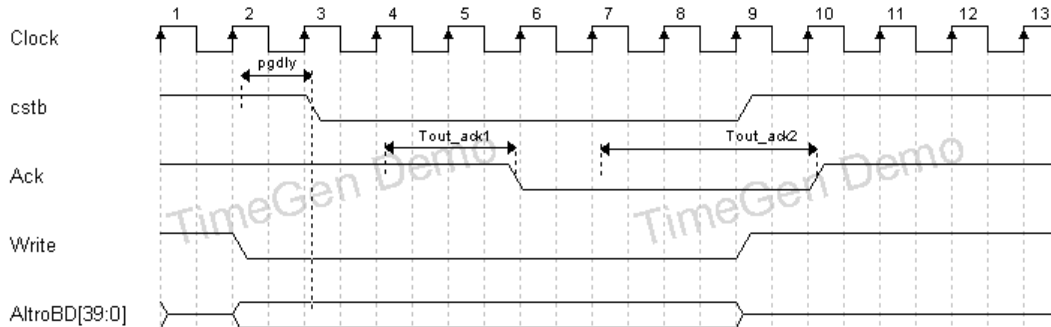 1 2 3 4 5 6 7 8 9 10 11 12 13
Clock
pgdly
cstb
Tout_ack1 Tout_ack2
Ack
TimeGen Demo TimeGen Demo
Write
AltroBD[39:0]